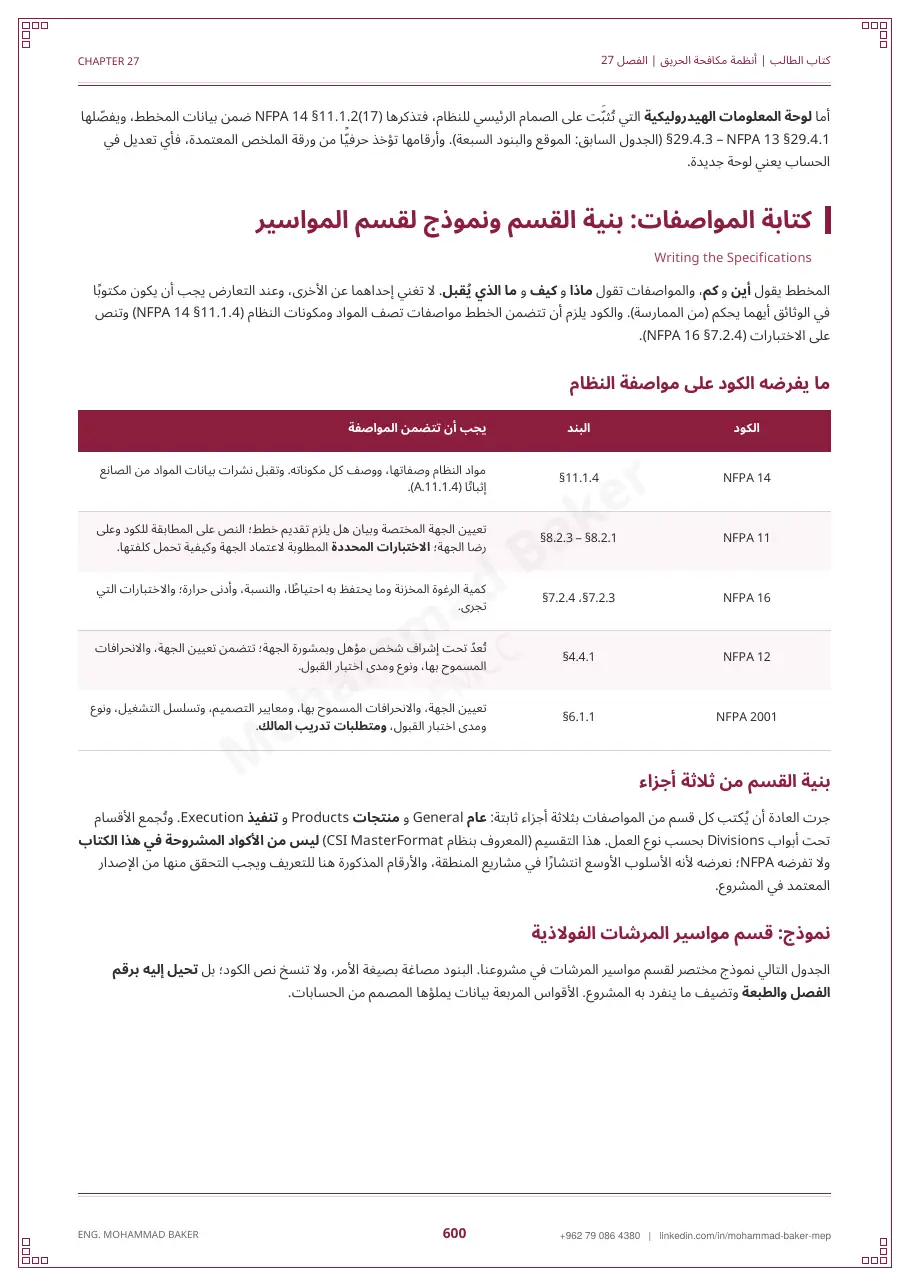 كتاب الطالب | أنظمة مكافحة الحريق | الفصل 27
CHAPTER 27
أما لوحة المعلومات الهيدروليكية التي تُثبَّت على الصمام الرئيسي للنظام، فتذكرها NFPA 14 §11.1.2(17) ضمن بيانات المخطط، ويفصّلها
NFPA 13 §29.4.1 – §29.4.3 (الجدول السابق: الموقع والبنود السبعة). وأرقامها تؤخذ حرفيًّا من ورقة الملخص المعتمدة، فأي تعديل في
الحساب يعني لوحة جديدة.
كتابة المواصفات: بنية القسم ونموذج لقسم المواسير
Writing the Specifications
المخطط يقول أين و كم، والمواصفات تقول ماذا و كيف و ما الذي يُقبل. لا تغني إحداهما عن الأخرى، وعند التعارض يجب أن يكون مكتوبًا
في الوثائق أيهما يحكم (من الممارسة). والكود يلزم أن تتضمن الخطط مواصفات تصف المواد ومكونات النظام (NFPA 14 §11.1.4) وتنص
على الاختبارات (NFPA 16 §7.2.4).
ما يفرضه الكود على مواصفة النظام
الكود البند يجب أن تتضمن المواصفة
NFPA 14 §11.1.4 مواد النظام وصفاتها، ووصف كل مكوناته. وتقبل نشرات بيانات المواد من الصانع
إثباتًا (A.11.1.4).
NFPA 11 §8.2.1 – §8.2.3 تعيين الجهة المختصة وبيان هل يلزم تقديم خطط؛ النص على المطابقة للكود وعلى
رضا الجهة؛ الاختبارات المحددة المطلوبة لاعتماد الجهة وكيفية تحمل كلفتها.
NFPA 16 §7.2.3، §7.2.4 كمية الرغوة المخزنة وما يحتفظ به احتياطًا، والنسبة، وأدنى حرارة؛ والاختبارات التي
تجرى.
NFPA 12 §4.4.1 تُعدّ تحت إشراف شخص مؤهل وبمشورة الجهة؛ تتضمن تعيين الجهة، والانحرافات
المسموح بها، ونوع ومدى اختبار القبول.
NFPA 2001 §6.1.1 تعيين الجهة، والانحرافات المسموح بها، ومعايير التصميم، وتسلسل التشغيل، ونوع
ومدى اختبار القبول، ومتطلبات تدريب المالك.
بنية القسم من ثلاثة أجزاء
جرت العادة أن يُكتب كل قسم من المواصفات بثلاثة أجزاء ثابتة: عام General و منتجات Products و تنفيذ Execution. وتُجمع الأقسام
تحت أبواب Divisions بحسب نوع العمل. هذا التقسيم (المعروف بنظام CSI MasterFormat) ليس من الأكواد المشروحة في هذا الكتاب
ولا تفرضه NFPA؛ نعرضه لأنه الأسلوب الأوسع انتشارًا في مشاريع المنطقة، والأرقام المذكورة هنا للتعريف ويجب التحقق منها من الإصدار
المعتمد في المشروع.
نموذج: قسم مواسير المرشات الفولاذية
الجدول التالي نموذج مختصر لقسم مواسير المرشات في مشروعنا. البنود مصاغة بصيغة الأمر، ولا تنسخ نص الكود؛ بل تحيل إليه برقم
الفصل والطبعة وتضيف ما ينفرد به المشروع. الأقواس المربعة بيانات يملؤها المصمم من الحسابات.
Mohammad Baker
ENG. MOHAMMAD BAKER
600
+962 79 086 4380 | linkedin.com/in/mohammad-baker-mep